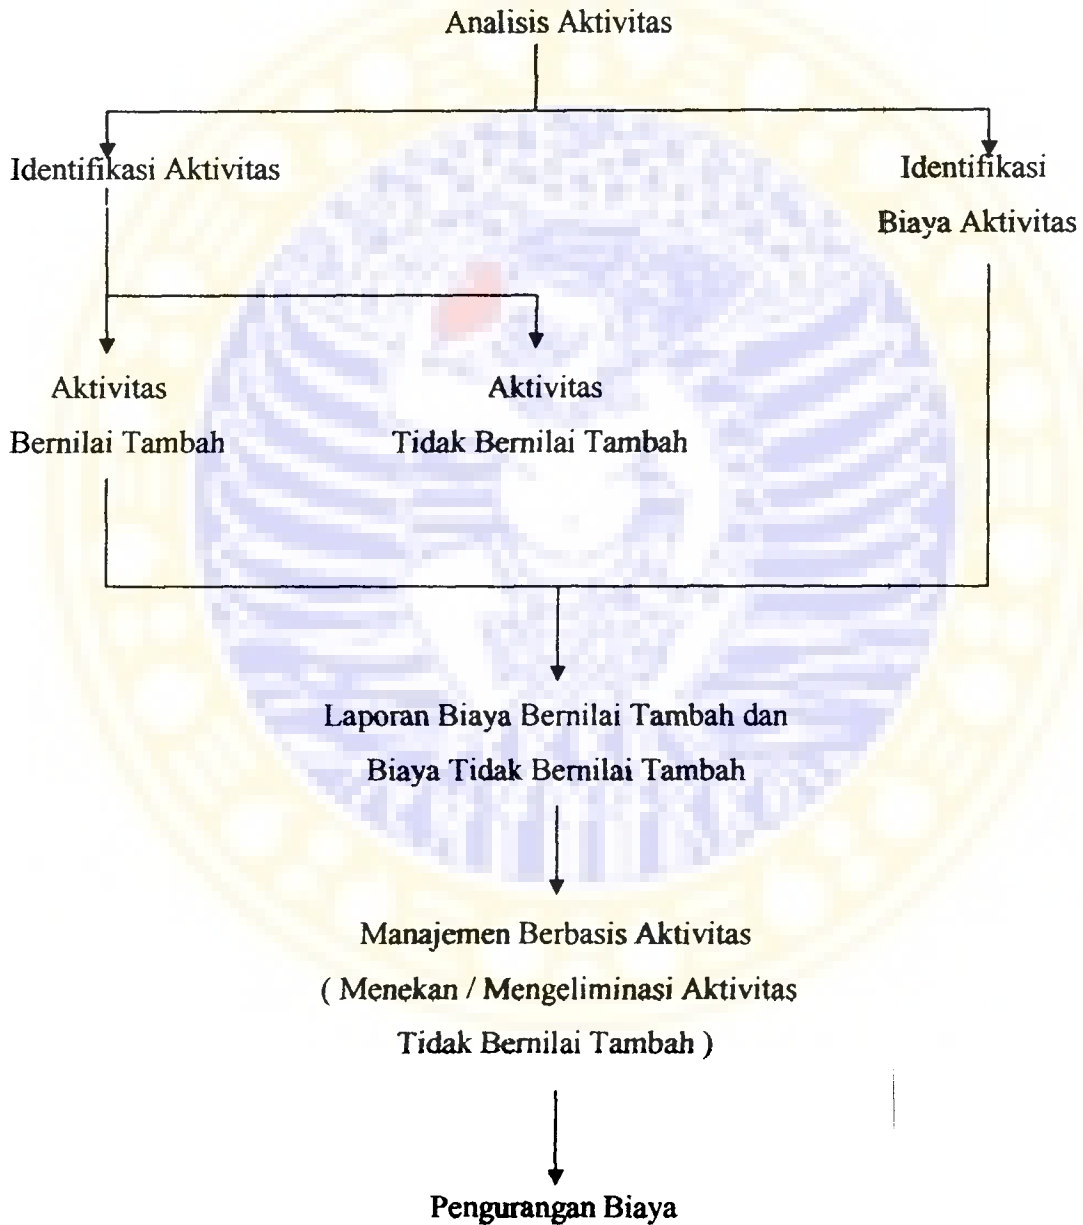 Analisis Aktivitas
Identifikasi Aktivitas
Identifikasi
Biaya Aktivitas
Aktivitas
Bernilai Tambah
Aktivitas
Tidak Bernilai Tambah
Laporan Biaya Bernilai Tambah dan
Biaya Tidak Bernilai Tambah
Manajemen Berbasis Aktivitas
( Menekan / Mengeliminasi Aktivitas
Tidak Bernilai Tambah )
Pengurangan Biaya